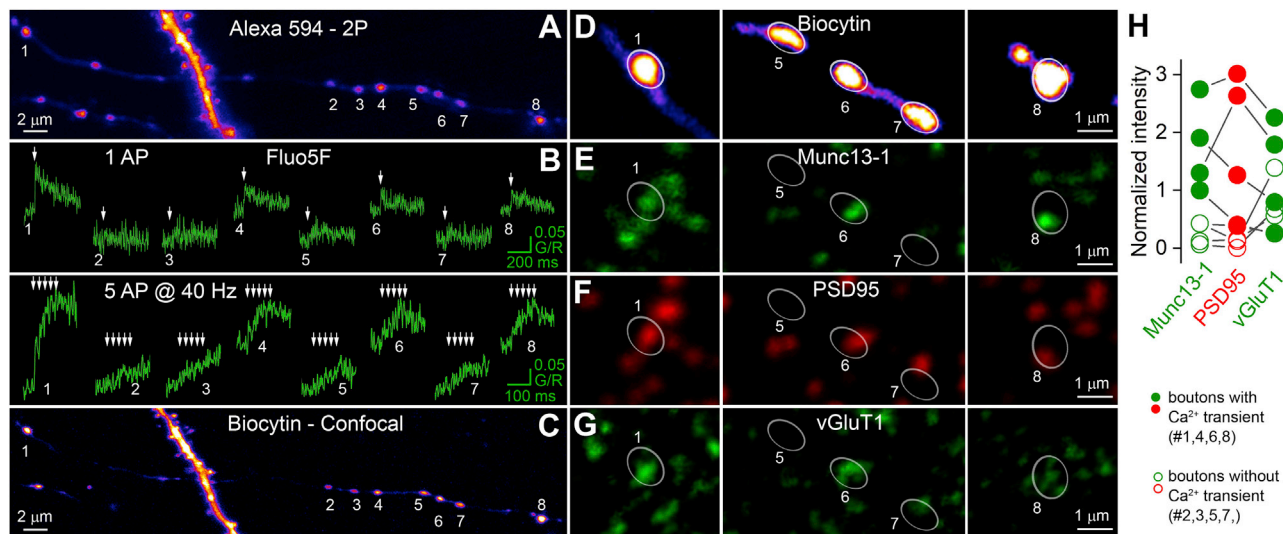 Alexa 594 - 2P
A
1
2
3
4
5
6
7
8
2 µm
1 AP
Fluo5F
B
1
2
3
4
5
6
7
8
0.05
G/R
200 ms
5 AP @ 40 Hz
1
2
3
4
5
6
7
8
0.05
G/R
100 ms
Biocytin - Confocal
C
1
2
3
4
5
6
7
8
2 µm
D
Biocytin
1
5
6
7
8
1 µm
E
Munc13-1
1
5
6
7
8
1 µm
F
PSD95
1
5
6
7
8
1 µm
G
vGluT1
1
5
6
7
8
1 µm
H
Normalized intensity
3
2
1
0
Munc13-1
PSD95
vGluT1
boutons with
Ca²⁺ transient
(#1,4,6,8)
boutons without
Ca²⁺ transient
(#2,3,5,7,)